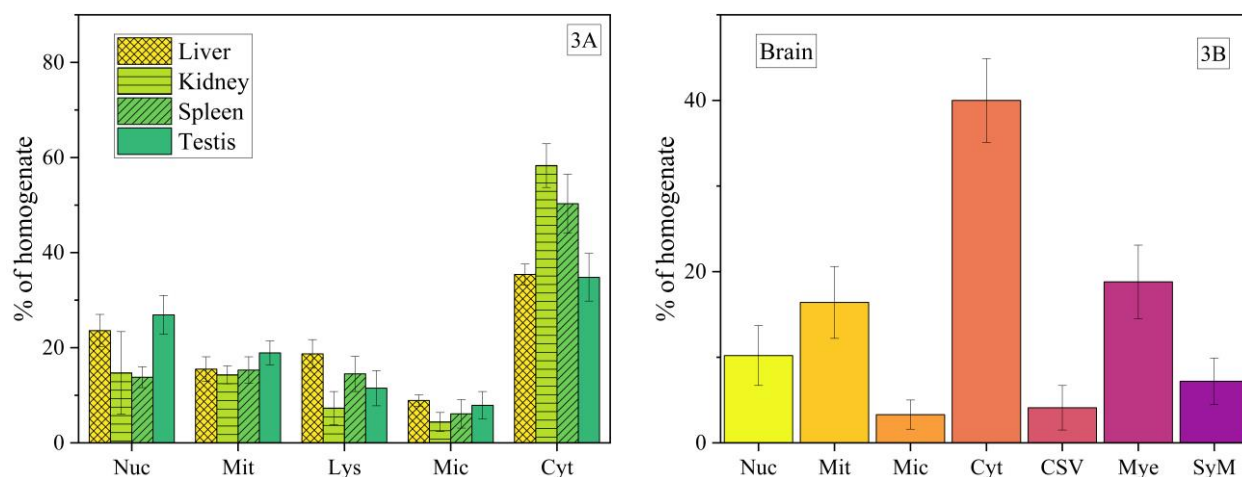 3A
Liver
Kidney
Spleen
Testis
% of homogenate
80
60
40
20
0
Nuc Mit Lys Mic Cyt
Brain 3B
% of homogenate
40
20
0
Nuc Mit Mic Cyt CSV Mye SyM